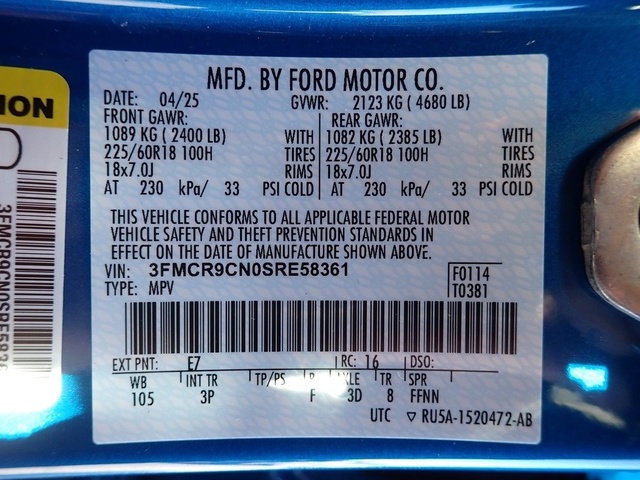 MFD. BY FORD MOTOR CO.
DATE: 04/25 GVWR: 2123 KG ( 4680 LB)
FRONT GAWR: REAR GAWR:
1089 KG ( 2400 LB) WITH 1082 KG ( 2385 LB) WITH
225/60R18 100H TIRES 225/60R18 100H TIRES
18x7.0J RIMS 18x7.0J RIMS
AT 230 kPa/ 33 PSI COLD AT 230 kPa/ 33 PSI COLD
THIS VEHICLE CONFORMS TO ALL APPLICABLE FEDERAL MOTOR
VEHICLE SAFETY AND THEFT PREVENTION STANDARDS IN
EFFECT ON THE DATE OF MANUFACTURE SHOWN ABOVE.
VIN: 3FMCR9CN0SRE58361 F0114
TYPE: MPV T0381
EXT PNT: E7 RC: 16 DSO:
WB INT TR TP/PS R AXLE TR SPR
105 3P F 3D 8 FFNN
UTC ▽ RU5A-1520472-AB
3FMCR9CN0SRE5836